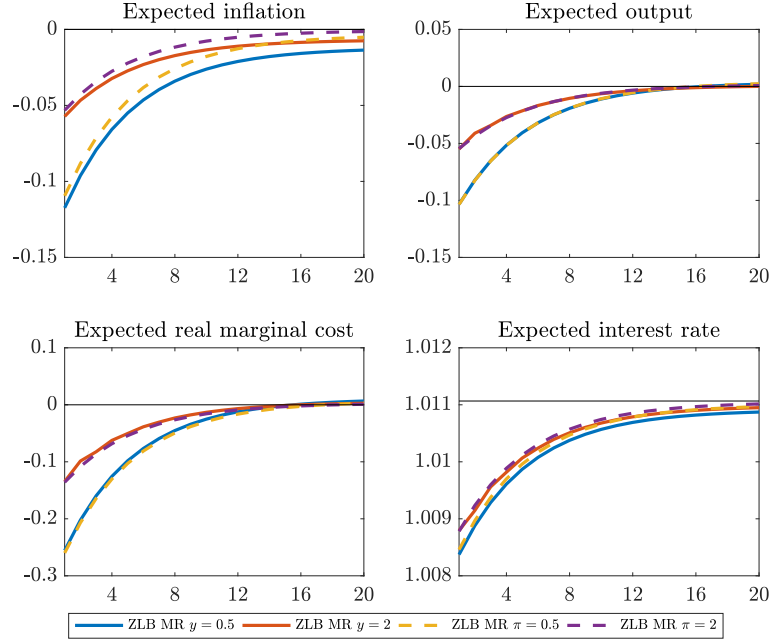 Expected inflation
0
-0.05
-0.1
-0.15
4 8 12 16 20
Expected output
0.05
0
-0.05
-0.1
-0.15
4 8 12 16 20
Expected real marginal cost
0.1
0
-0.1
-0.2
-0.3
4 8 12 16 20
Expected interest rate
1.012
1.011
1.01
1.009
1.008
4 8 12 16 20
ZLB MR y = 0.5 ZLB MR y = 2 ZLB MR π = 0.5 ZLB MR π = 2